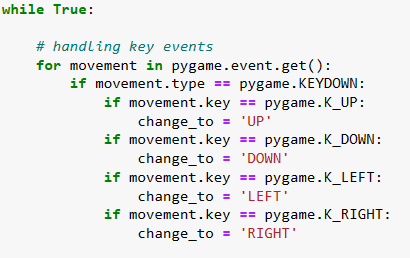 while True:
# handling key events
for movement in pygame.event.get():
if movement.type == pygame.KEYDOWN:
if movement.key == pygame.K_UP:
change_to = 'UP'
if movement.key == pygame.K_DOWN:
change_to = 'DOWN'
if movement.key == pygame.K_LEFT:
change_to = 'LEFT'
if movement.key == pygame.K_RIGHT:
change_to = 'RIGHT'